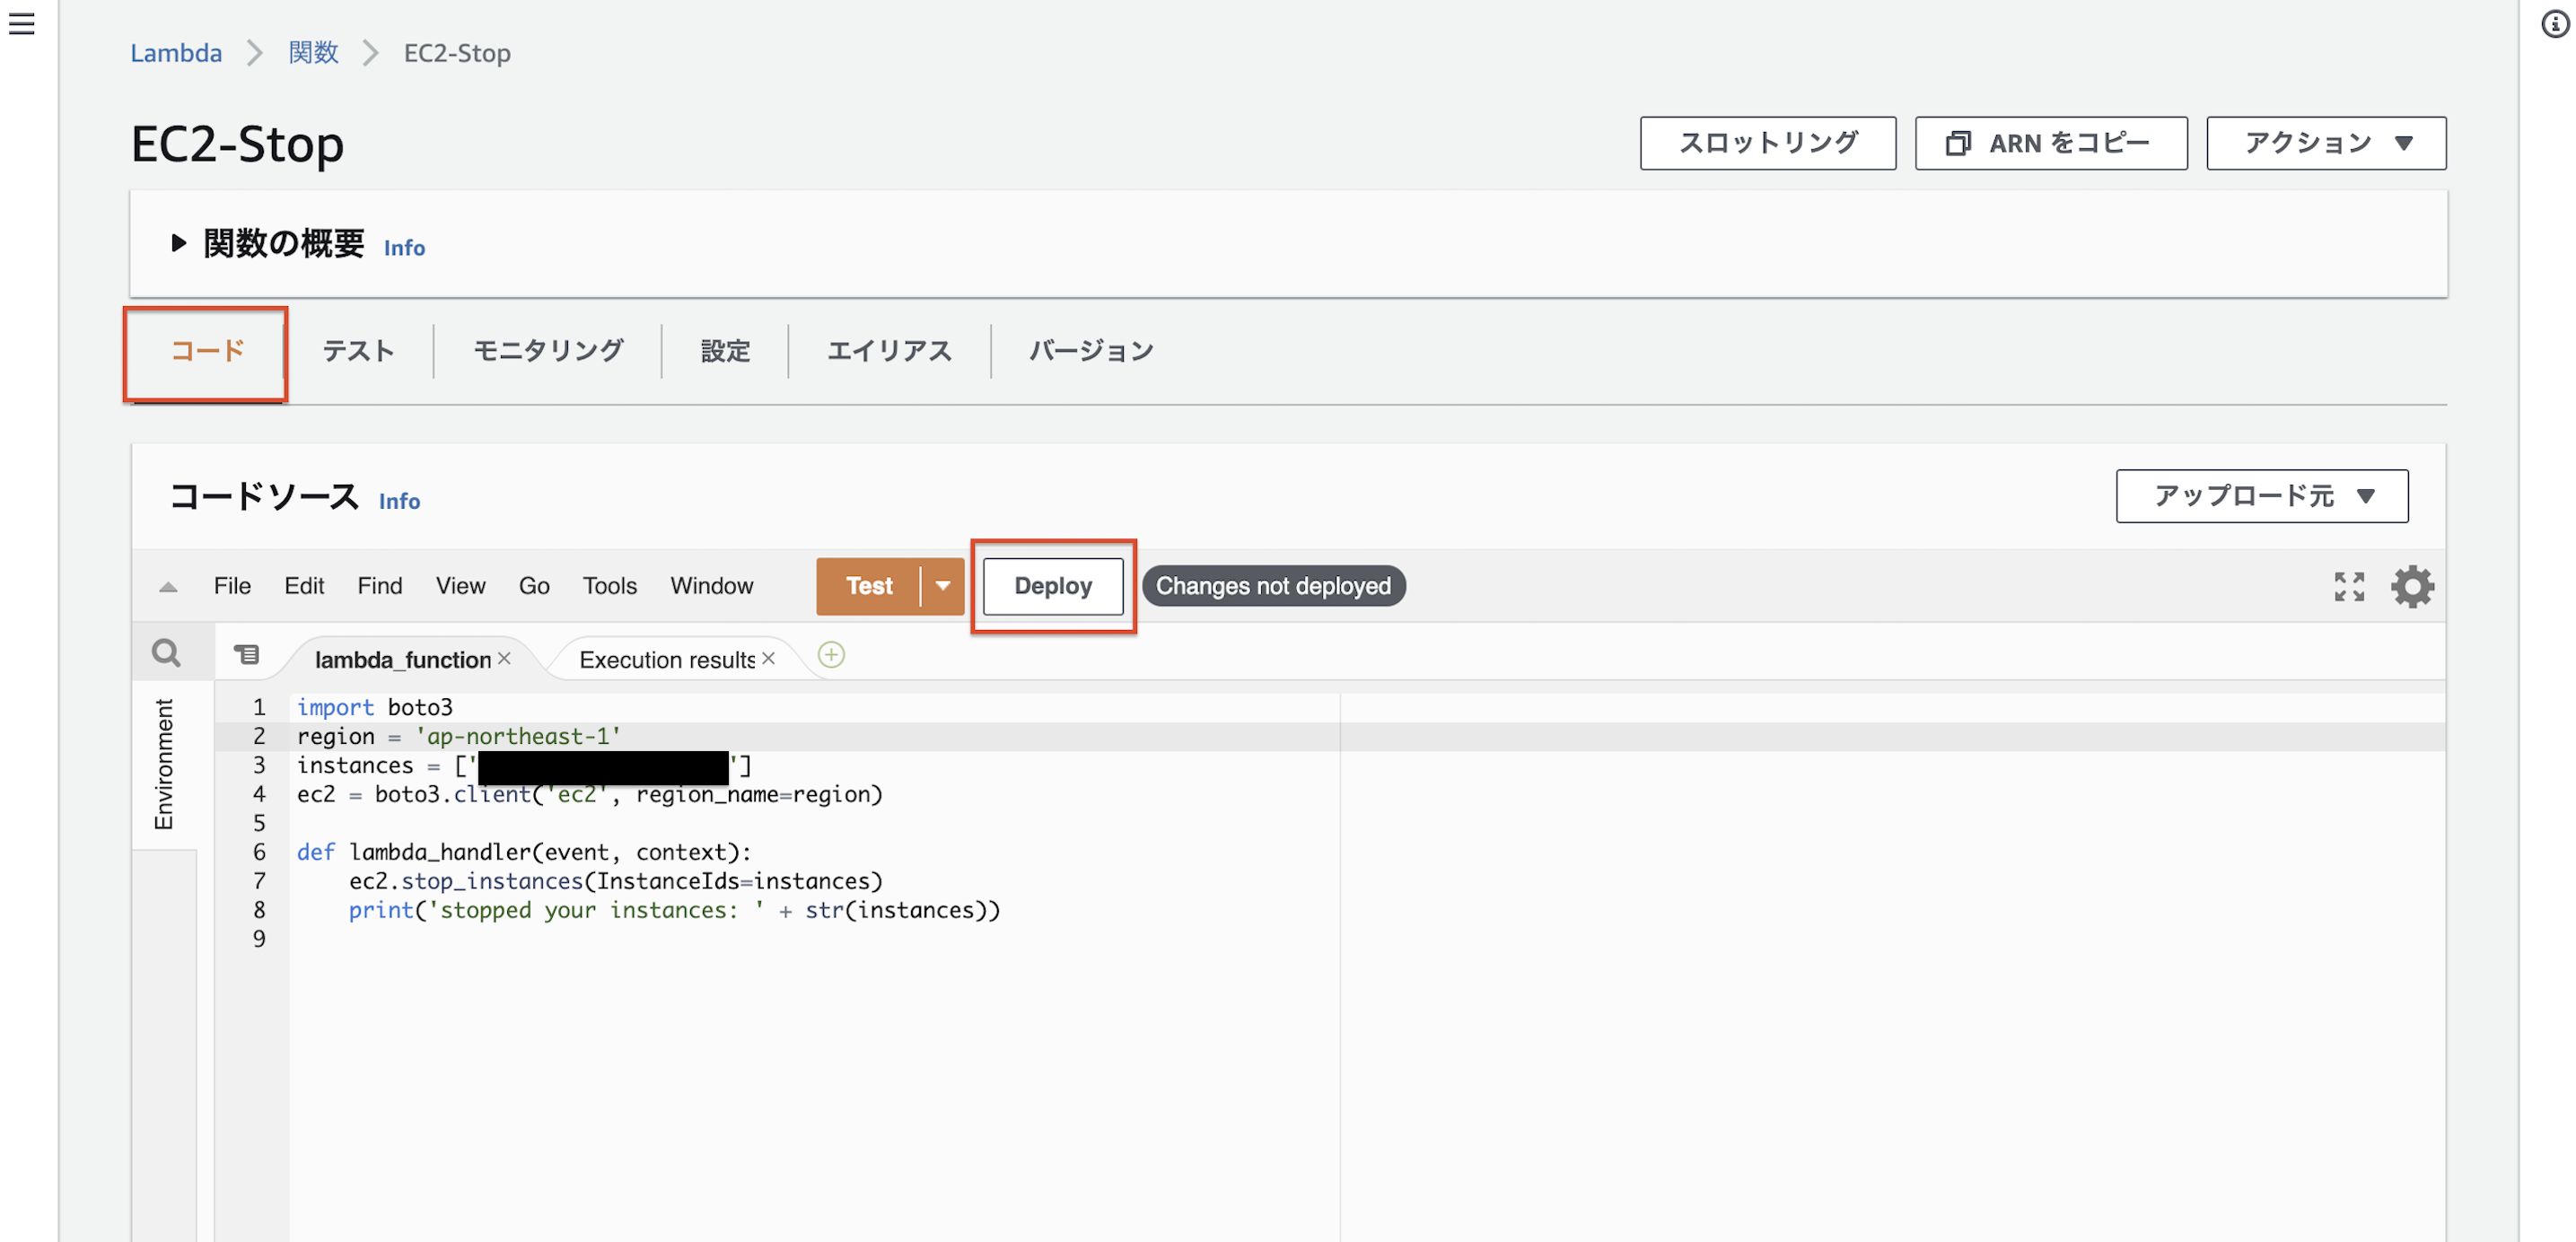 Lambda > 関数 > EC2-Stop
EC2-Stop
スロットリング ARN をコピー アクション ▼
▶ 関数の概要 Info
コード テスト モニタリング 設定 エイリアス バージョン
コードソース Info
アップロード元 ▼
File Edit Find View Go Tools Window Test Deploy Changes not deployed
lambda_function × Execution results ×
Environment
1 import boto3
2 region = 'ap-northeast-1'
3 instances = [' ']
4 ec2 = boto3.client('ec2', region_name=region)
5
6 def lambda_handler(event, context):
7     ec2.stop_instances(InstanceIds=instances)
8     print('stopped your instances: ' + str(instances))
9